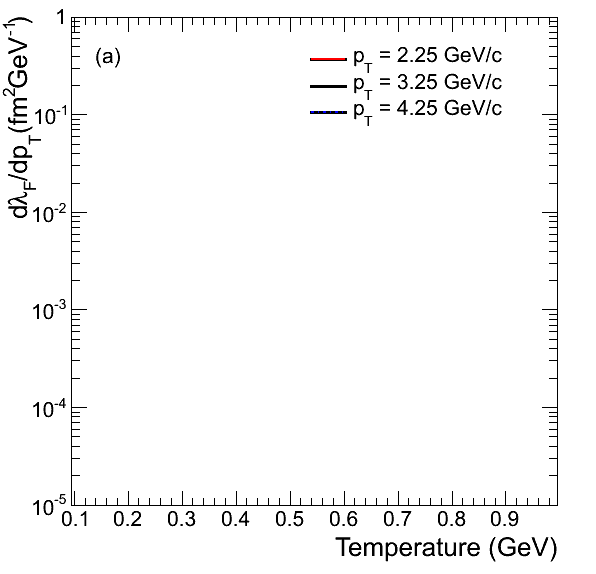 dλ_F/dp_T(fm²GeV⁻¹)
(a)
p_T = 2.25 GeV/c
p_T = 3.25 GeV/c
p_T = 4.25 GeV/c
1
10⁻¹
10⁻²
10⁻³
10⁻⁴
10⁻⁵
0.1 0.2 0.3 0.4 0.5 0.6 0.7 0.8 0.9
Temperature (GeV)